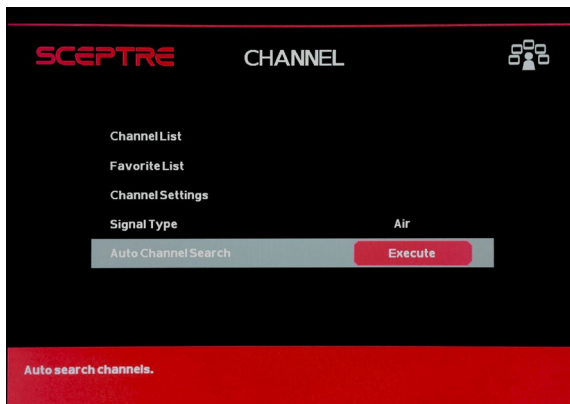 SCEPTRE CHANNEL
Channel List
Favorite List
Channel Settings
Signal Type Air
Auto Channel Search Execute
Auto search channels.